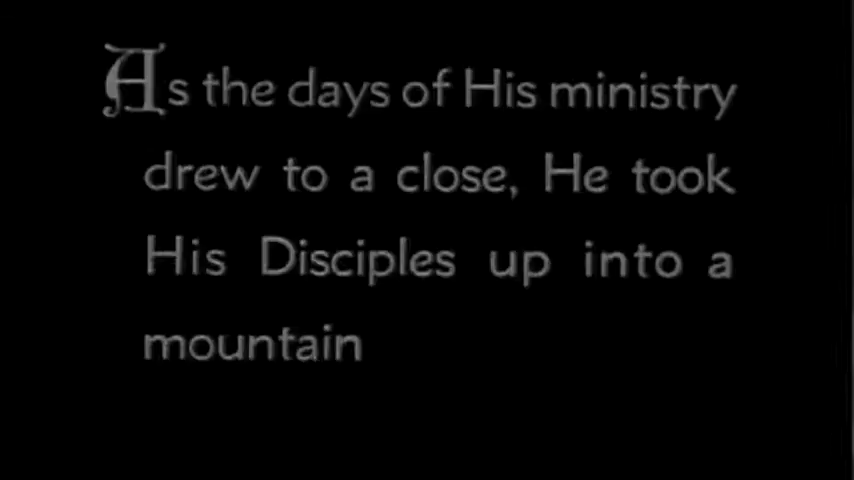 As the days of His ministry
drew to a close, He took
His Disciples up into a
mountain